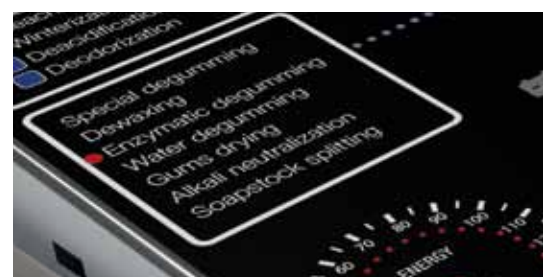 Winterization
Deacidification
Deodorization
Special degumming
Dewaxing
Enzymatic degumming
Water degumming
Gums drying
Alkali neutralization
Soapstock splitting
60 70 80 90 100 110
ENERGY